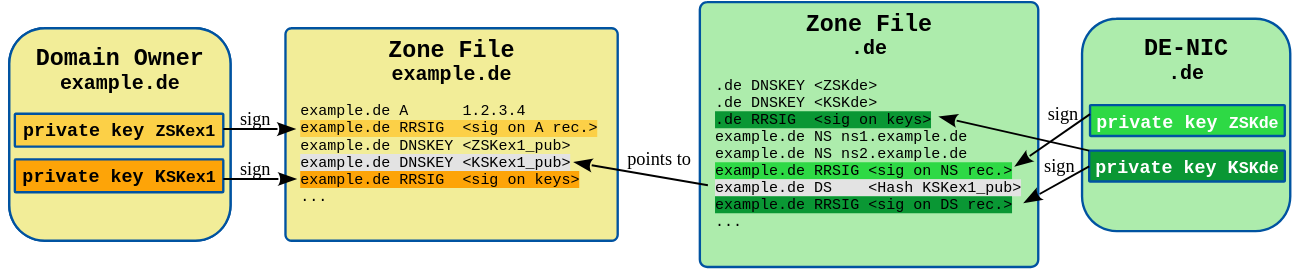 Domain Owner
example.de
private key ZSKex1
private key KSKex1
sign
sign
Zone File
example.de
example.de A      1.2.3.4
example.de RRSIG  <sig on A rec.>
example.de DNSKEY <ZSKex1_pub>
example.de DNSKEY <KSKex1_pub>
example.de RRSIG  <sig on keys>
...
points to
Zone File
.de
.de DNSKEY <ZSKde>
.de DNSKEY <KSKde>
.de RRSIG  <sig on keys>
example.de NS ns1.example.de
example.de NS ns2.example.de
example.de RRSIG <sig on NS rec.>
example.de DS    <Hash KSKex1_pub>
example.de RRSIG <sig on DS rec.>
...
sign
sign
DE-NIC
.de
private key ZSKde
private key KSKde